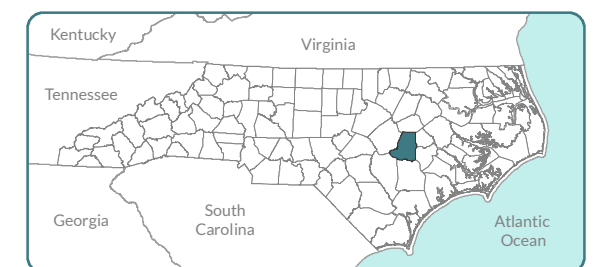 Kentucky
Virginia
Tennessee
Georgia
South
Carolina
Atlantic
Ocean